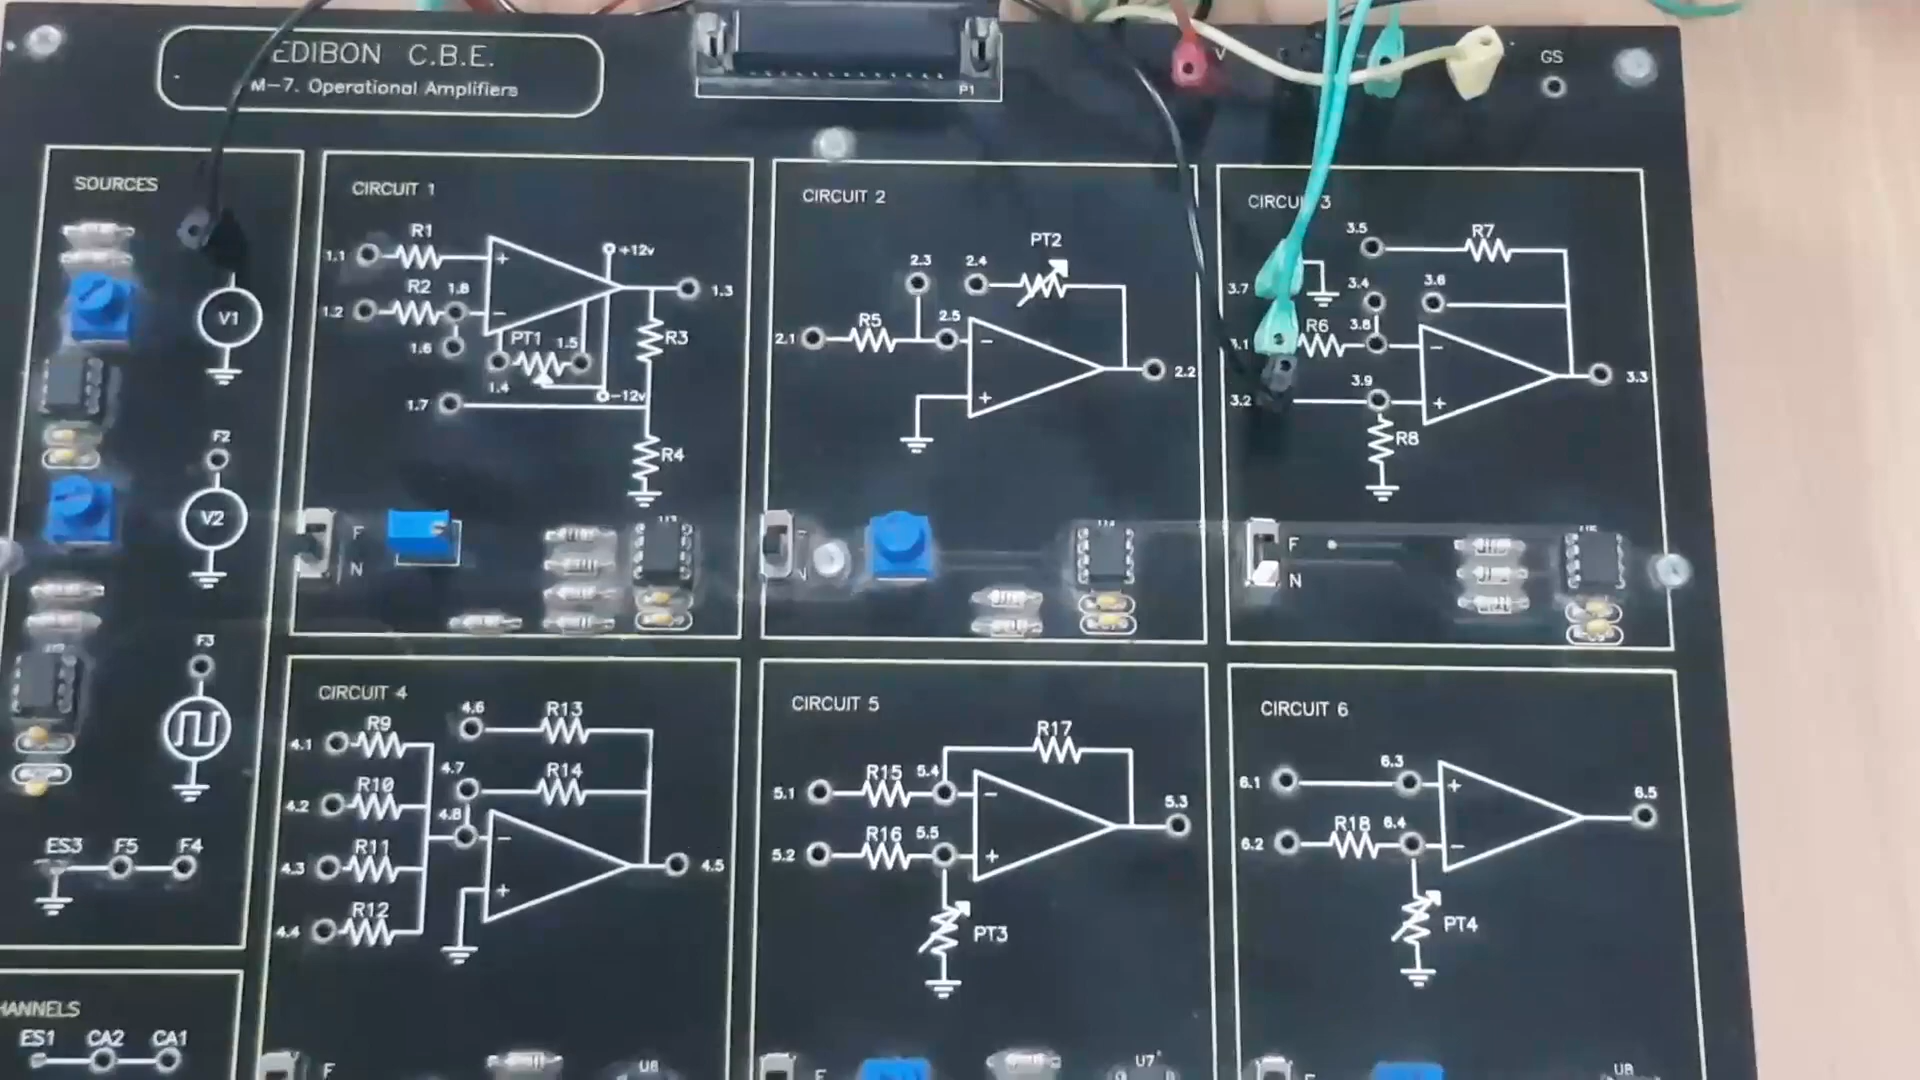 EDIBON C.B.E.
M-7. Operational Amplifiers
P1
V
GS
SOURCES
V1
F2
V2
F3
ES3 F5 F4
CHANNELS
ES1 CA2 CA1
CIRCUIT 1
1.1 R1
+12v
1.2 R2 1.8
1.3
1.6 PT1 1.5
R3
1.4
-12v
1.7
R4
F
N
CIRCUIT 2
PT2
2.3 2.4
2.1 R5 2.5
2.2
CIRCUIT 3
3.5 R7
3.7 3.4 3.6
3.1 R6 3.8
3.3
3.2 3.9
R8
F
N
CIRCUIT 4
4.6 R13
4.1 R9
4.7 R14
4.2 R10
4.8
4.3 R11
4.5
4.4 R12
F
U6
CIRCUIT 5
R17
5.1 R15 5.4
5.3
5.2 R16 5.5
PT3
F
U7
CIRCUIT 6
6.1 6.3
6.5
6.2 R18 6.4
PT4
F
U8